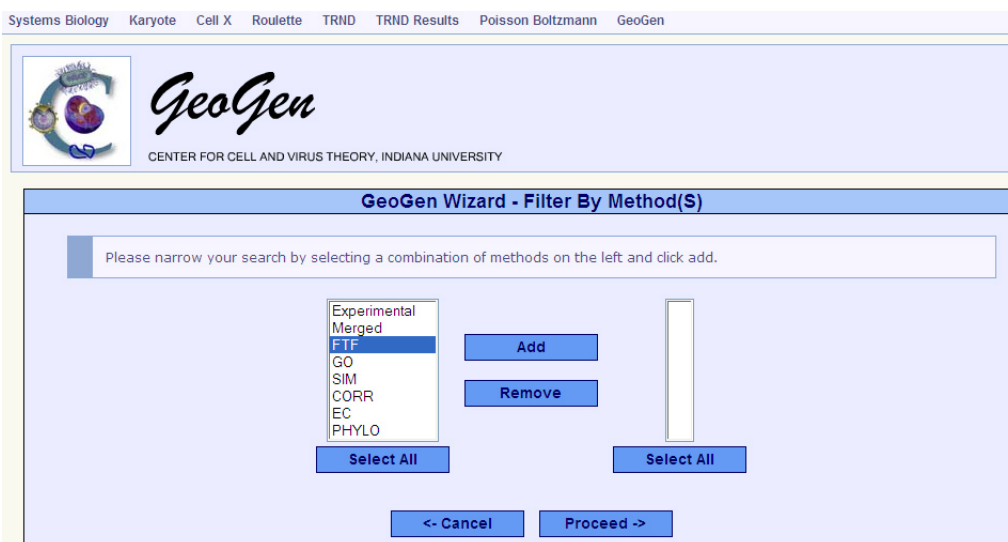 Systems Biology Karyote Cell X Roulette TRND TRND Results Poisson Boltzmann GeoGen
GeoGen
CENTER FOR CELL AND VIRUS THEORY, INDIANA UNIVERSITY
GeoGen Wizard - Filter By Method(S)
Please narrow your search by selecting a combination of methods on the left and click add.
Experimental
Merged
FTF
GO
SIM
CORR
EC
PHYLO
Add
Remove
Select All Select All
<- Cancel Proceed ->